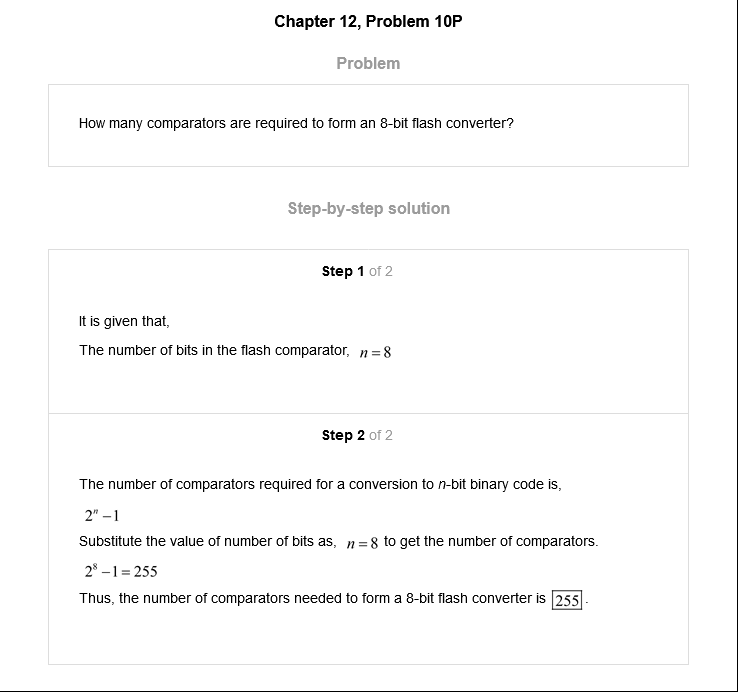 Chapter 12, Problem 10P
Problem
How many comparators are required to form an 8-bit flash converter?
Step-by-step solution
Step 1 of 2
It is given that,
The number of bits in the flash comparator, n = 8
Step 2 of 2
The number of comparators required for a conversion to n-bit binary code is,
2ⁿ – 1
Substitute the value of number of bits as, n = 8 to get the number of comparators.
2⁸ – 1 = 255
Thus, the number of comparators needed to form a 8-bit flash converter is 255.